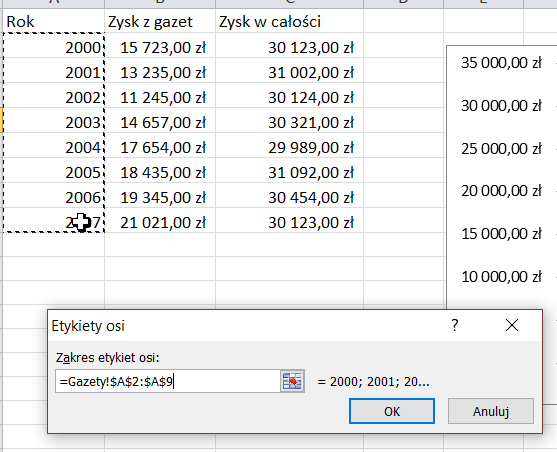 Rok Zysk z gazet Zysk w całości
2000 15 723,00 zł 30 123,00 zł
2001 13 235,00 zł 31 002,00 zł
2002 11 245,00 zł 30 124,00 zł
2003 14 657,00 zł 30 321,00 zł
2004 17 654,00 zł 29 989,00 zł
2005 18 435,00 zł 31 092,00 zł
2006 19 345,00 zł 30 454,00 zł
21 021,00 zł 30 123,00 zł
35 000,00 zł
30 000,00 zł
25 000,00 zł
20 000,00 zł
15 000,00 zł
10 000,00 zł
Etykiety osi ?
Zakres etykiet osi:
=Gazety!$A$2:$A$9 = 2000; 2001; 20...
OK Anuluj